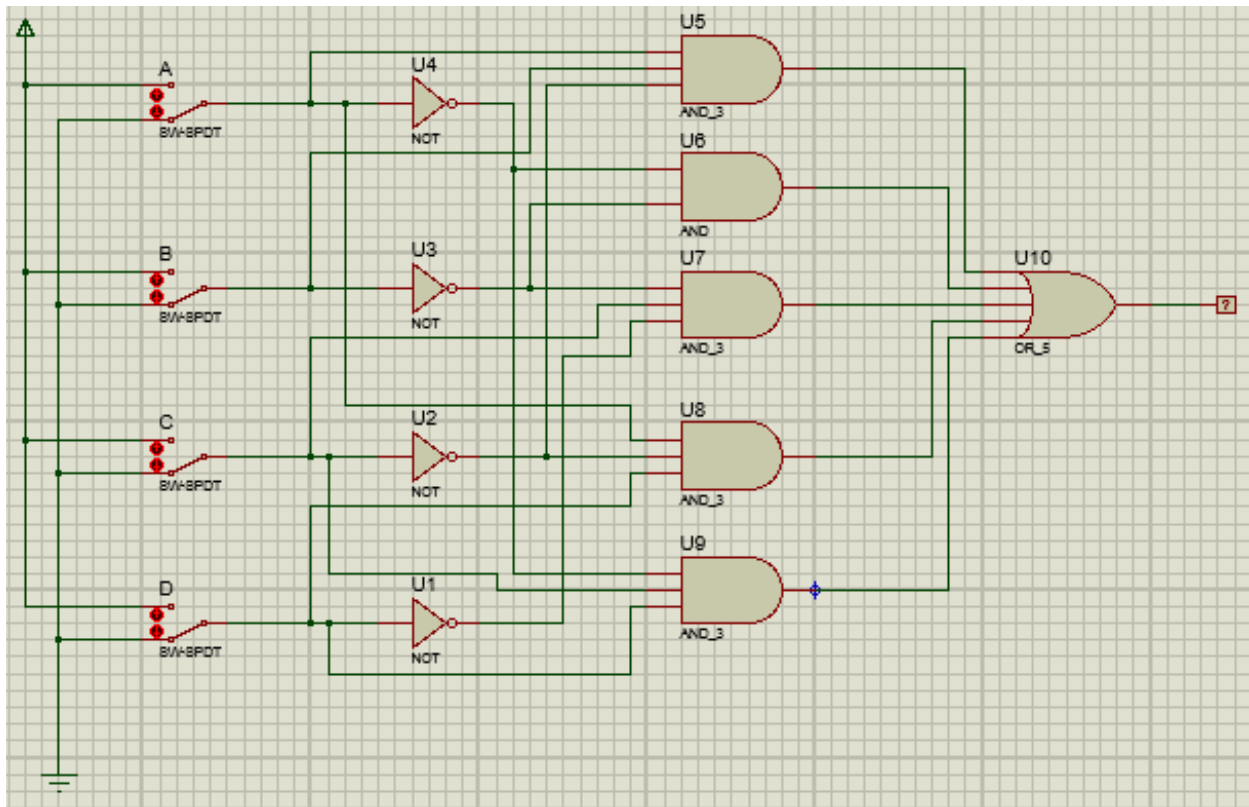 U5
AND_3
A
SW-SPDT
U4
NOT
U6
AND
B
SW-SPDT
U3
NOT
U7
AND_3
U10
OR_5
?
C
SW-SPDT
U2
NOT
U8
AND_3
D
SW-SPDT
U1
NOT
U9
AND_3